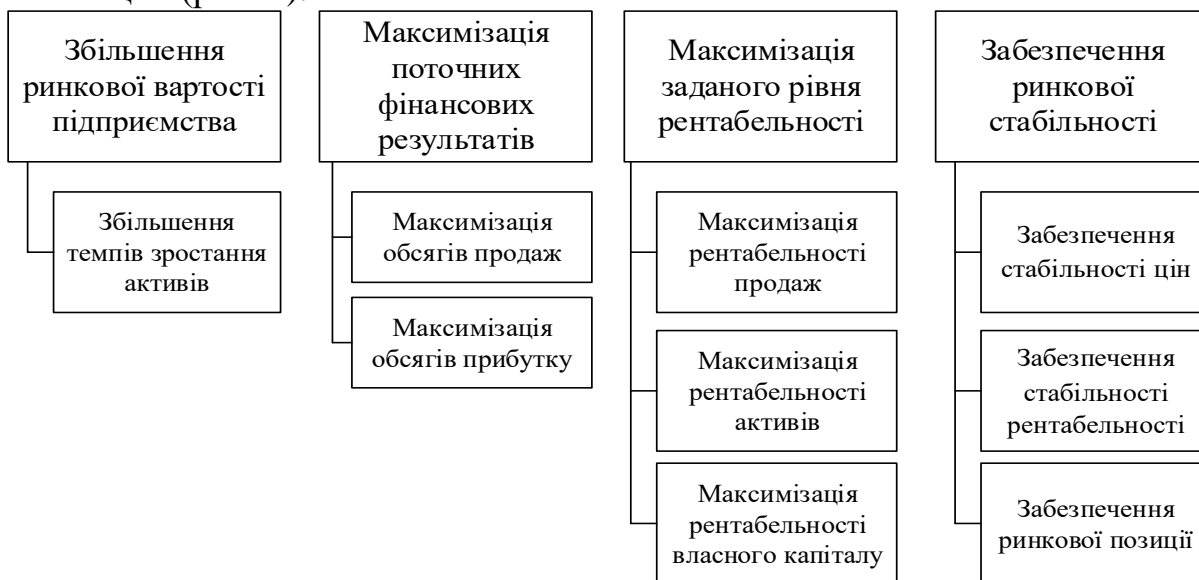 Збільшення
ринкової вартості
підприємства
Збільшення
темпів зростання
активів
Максимізація
поточних
фінансових
результатів
Максимізація
обсягів продаж
Максимізація
обсягів прибутку
Максимізація
заданого рівня
рентабельності
Максимізація
рентабельності
продаж
Максимізація
рентабельності
активів
Максимізація
рентабельності
власного капіталу
Забезпечення
ринкової
стабільності
Забезпечення
стабільності цін
Забезпечення
стабільності
рентабельності
Забезпечення
ринкової позиції